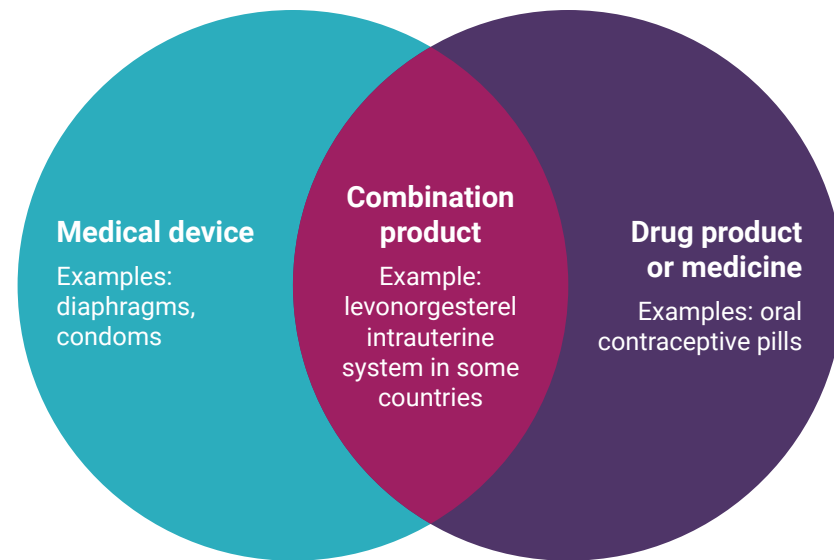 Medical device
Examples:
diaphragms,
condoms
Combination
product
Example:
levonorgesterel
intrauterine
system in some
countries
Drug product
or medicine
Examples: oral
contraceptive pills